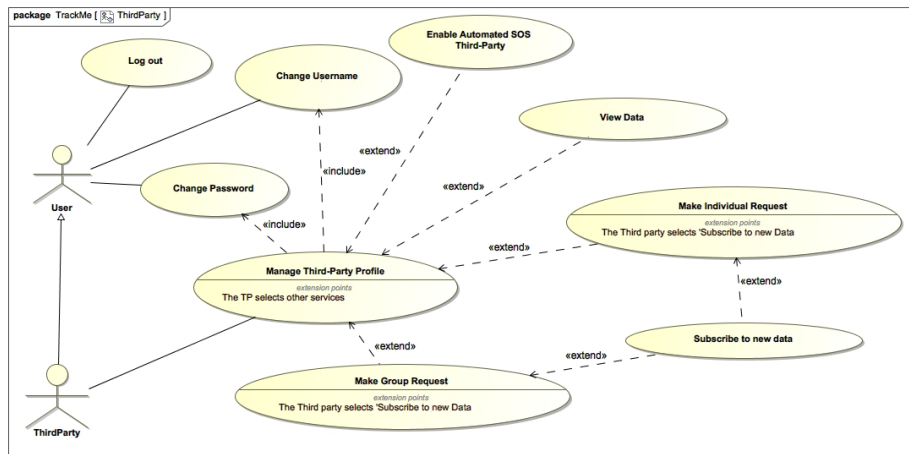 package TrackMe [ ThirdParty ]
Enable Automated SOS
Third-Party
Log out
Change Username
View Data
«extend»
«include»
«extend»
User
Change Password
«include»
Make Individual Request
extension points
The Third party selects 'Subscribe to new Data
«extend»
Manage Third-Party Profile
extension points
The TP selects other services
«extend»
Subscribe to new data
«extend»
«extend»
Make Group Request
extension points
The Third party selects 'Subscribe to new Data
ThirdParty